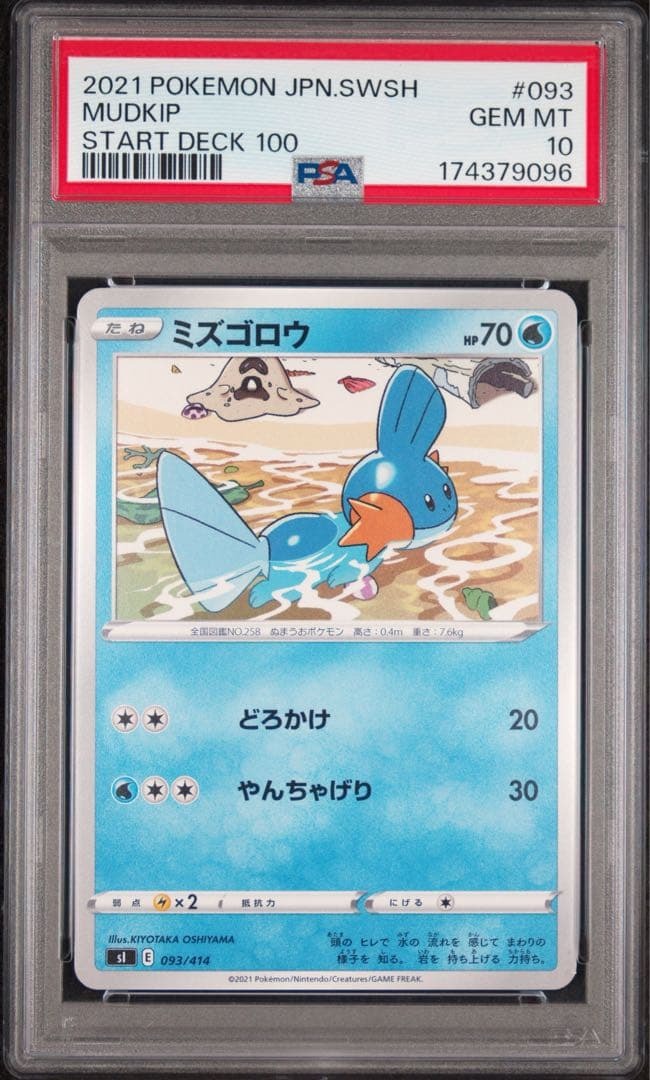 2021 POKEMON JPN.SWSH #093
MUDKIP GEM MT
START DECK 100 10
PSA 174379096
たね ミズゴロウ HP70
全国図鑑NO.258 ぬまうおポケモン 高さ:0.4m 重さ:7.6kg
どろかけ 20
やんちゃげり 30
弱点 ×2 抵抗力 にげる
Illus.KIYOTAKA OSHIYAMA
頭の ヒレで 水の 流れを 感じて まわりの
様子を 知る。 岩を 持ち上げる 力持ち。
sI E 093/414
©2021 Pokémon/Nintendo/Creatures/GAME FREAK.